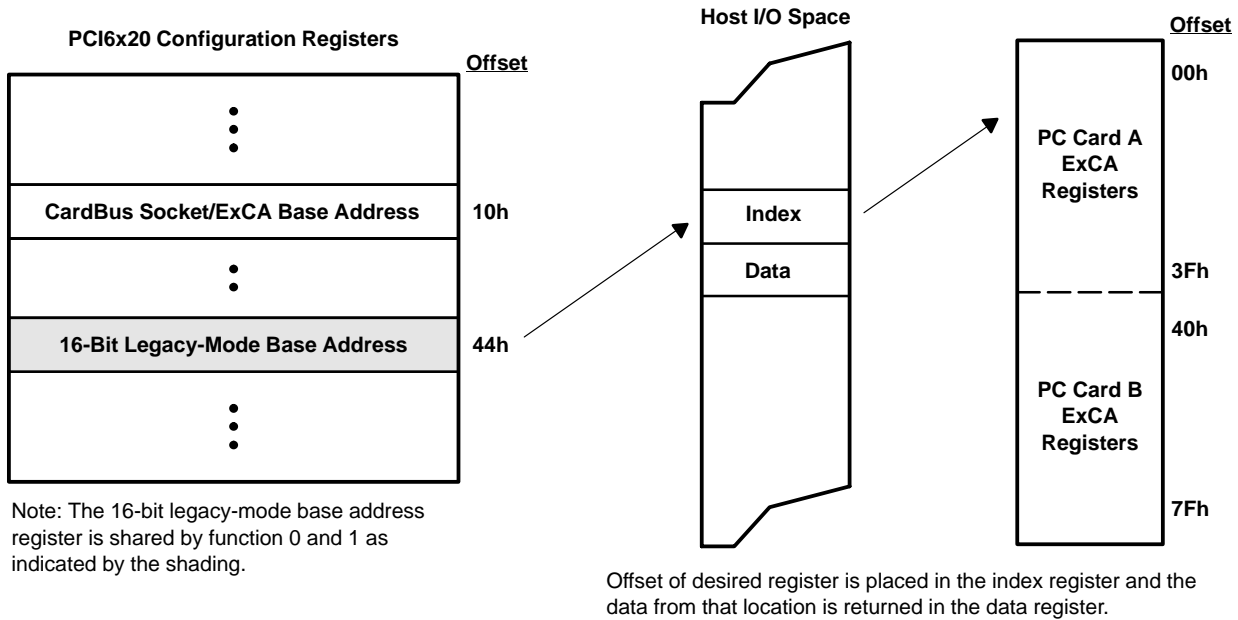 PCI6x20 Configuration Registers
Offset
CardBus Socket/ExCA Base Address
10h
16-Bit Legacy-Mode Base Address
44h
Note: The 16-bit legacy-mode base address
register is shared by function 0 and 1 as
indicated by the shading.
Host I/O Space
Index
Data
Offset
00h
PC Card A
ExCA
Registers
3Fh
40h
PC Card B
ExCA
Registers
7Fh
Offset of desired register is placed in the index register and the
data from that location is returned in the data register.